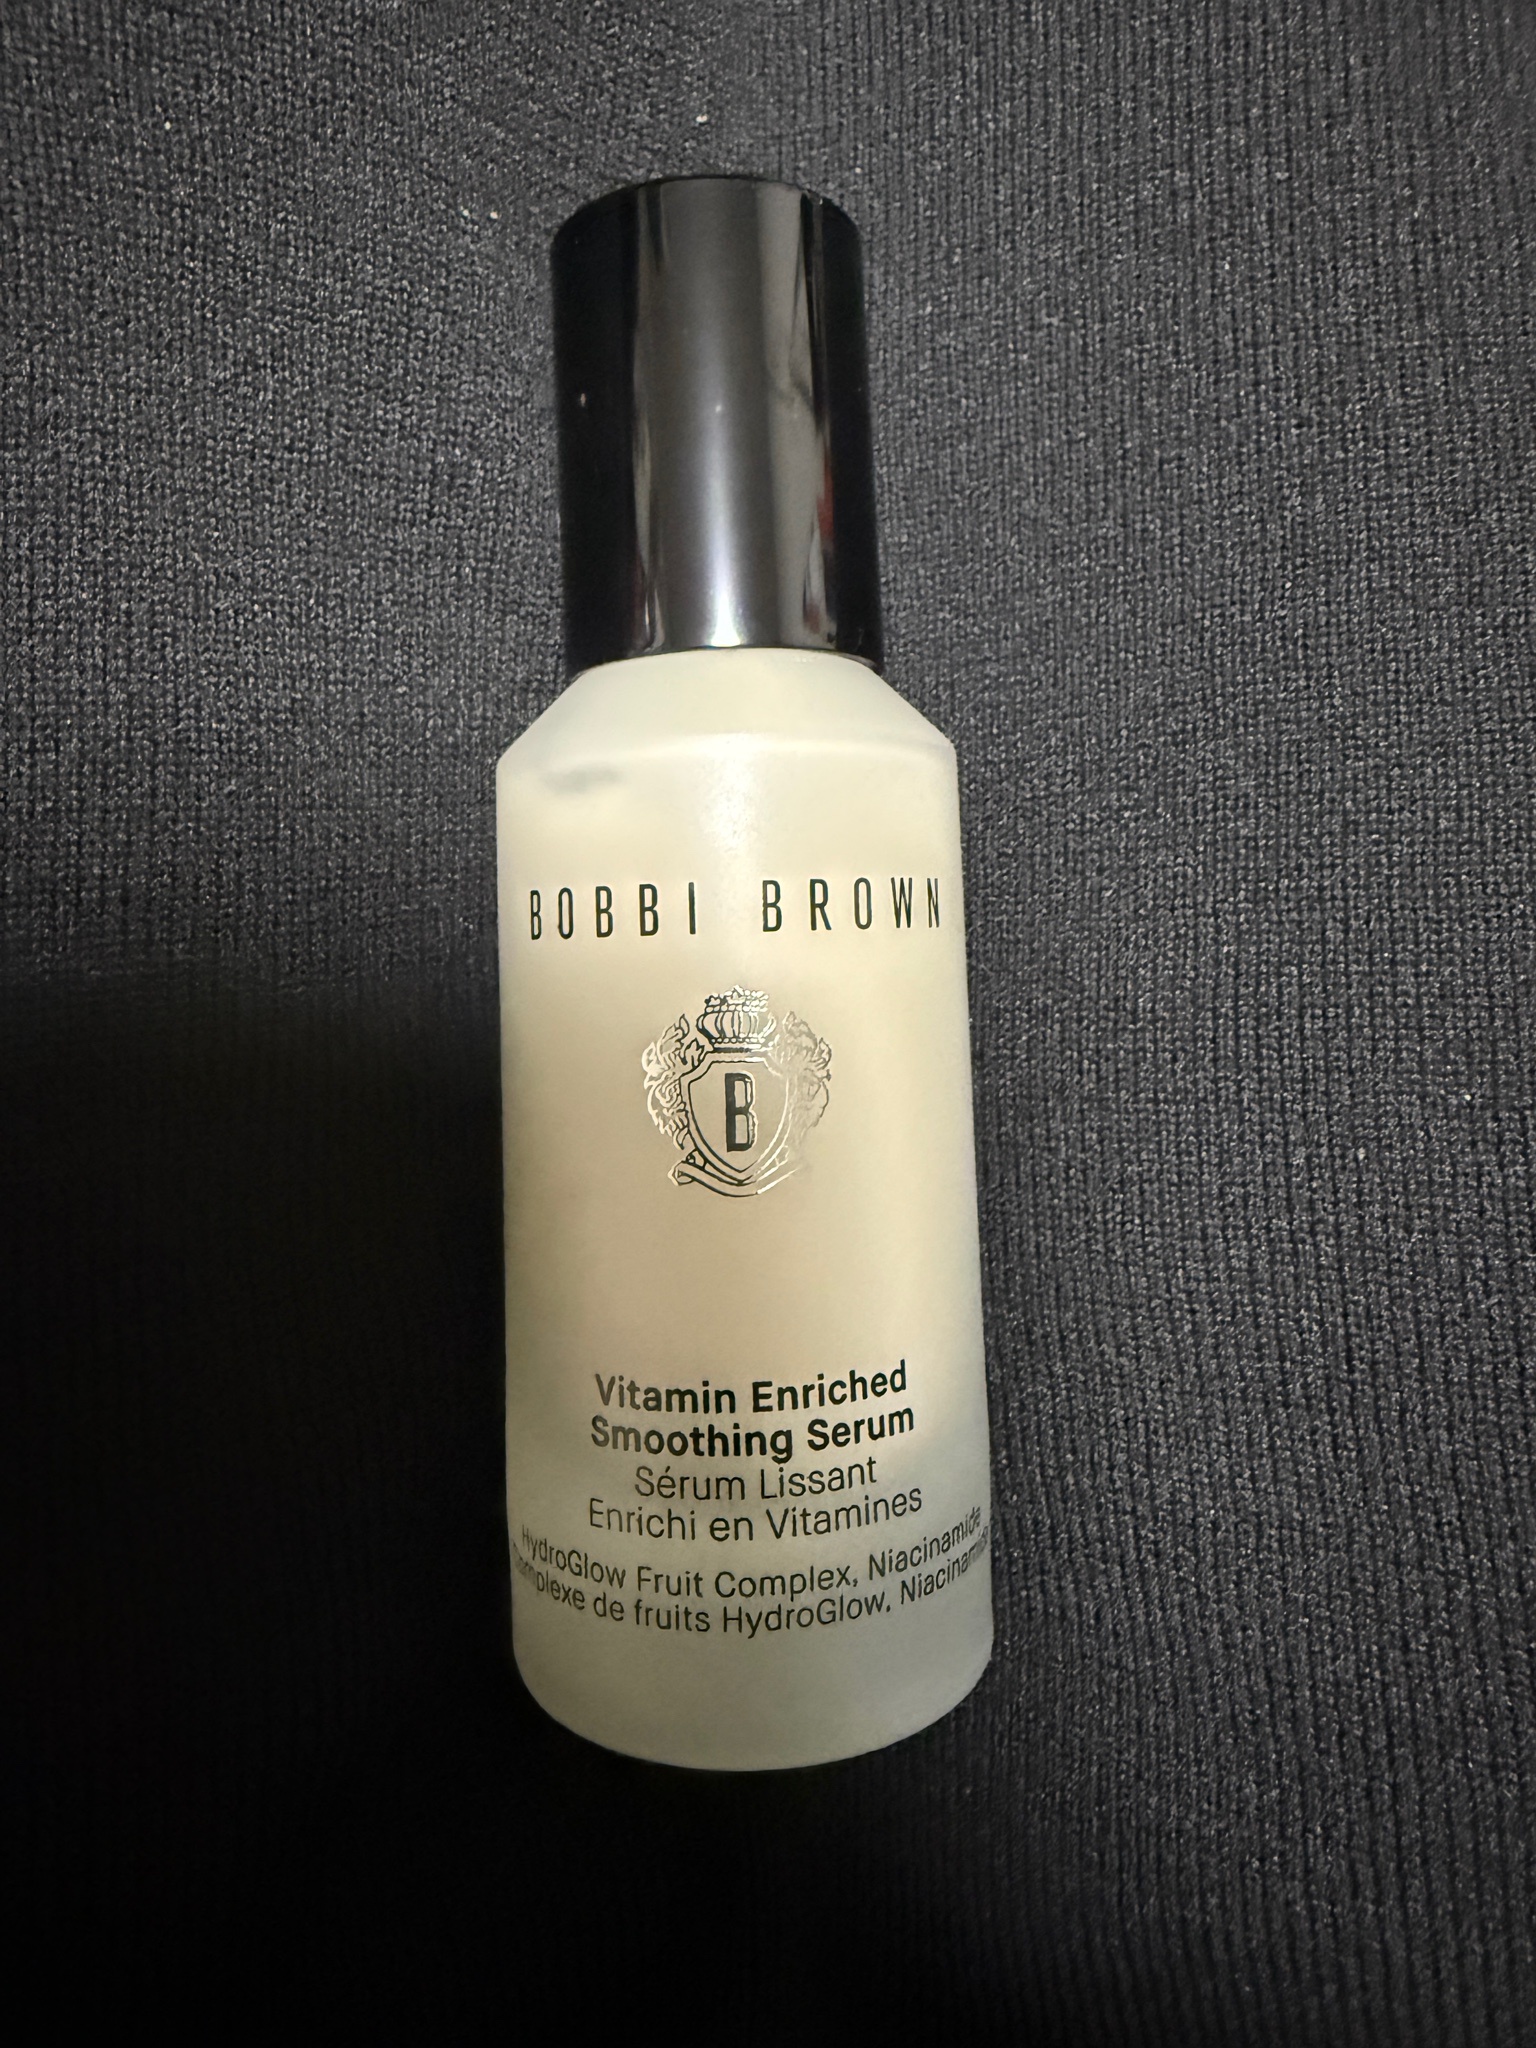 BOBBI BROWN
B
Vitamin Enriched
Smoothing Serum
Sérum Lissant
Enrichi en Vitamines
HydroGlow Fruit Complex, Niacinamide
de fruits HydroGlow, Niacinamide